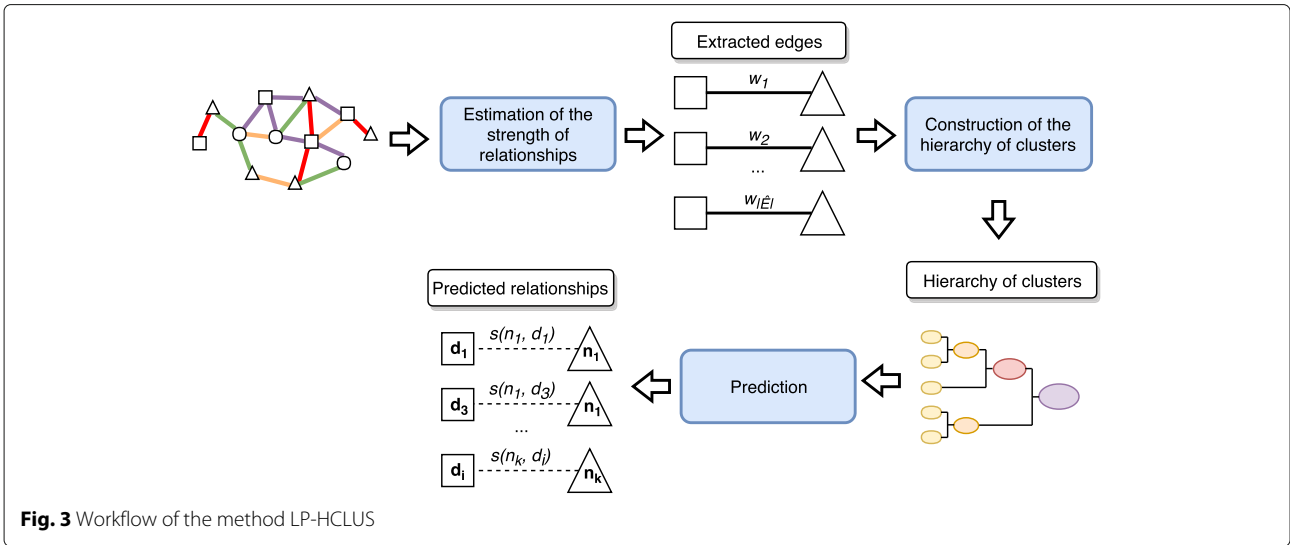 Extracted edges
w1
Estimation of the
strength of
relationships
w2
...
w|Ê|
Construction of the
hierarchy of clusters
Hierarchy of clusters
Predicted relationships
d1 s(n1, d1) n1
d3 s(n1, d3) n1
...
di s(nk, di) nk
Prediction
Fig. 3 Workflow of the method LP-HCLUS